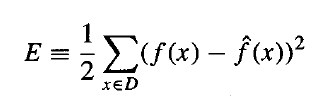 E ≡ 1/2 ∑_{x∈D} (f(x) − f̂(x))²